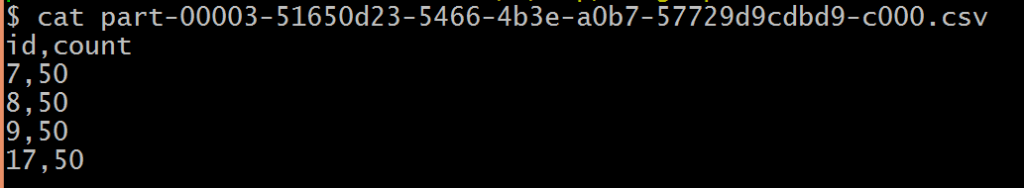 $ cat part-00003-51650d23-5466-4b3e-a0b7-57729d9cdbd9-c000.csv
id,count
7,50
8,50
9,50
17,50